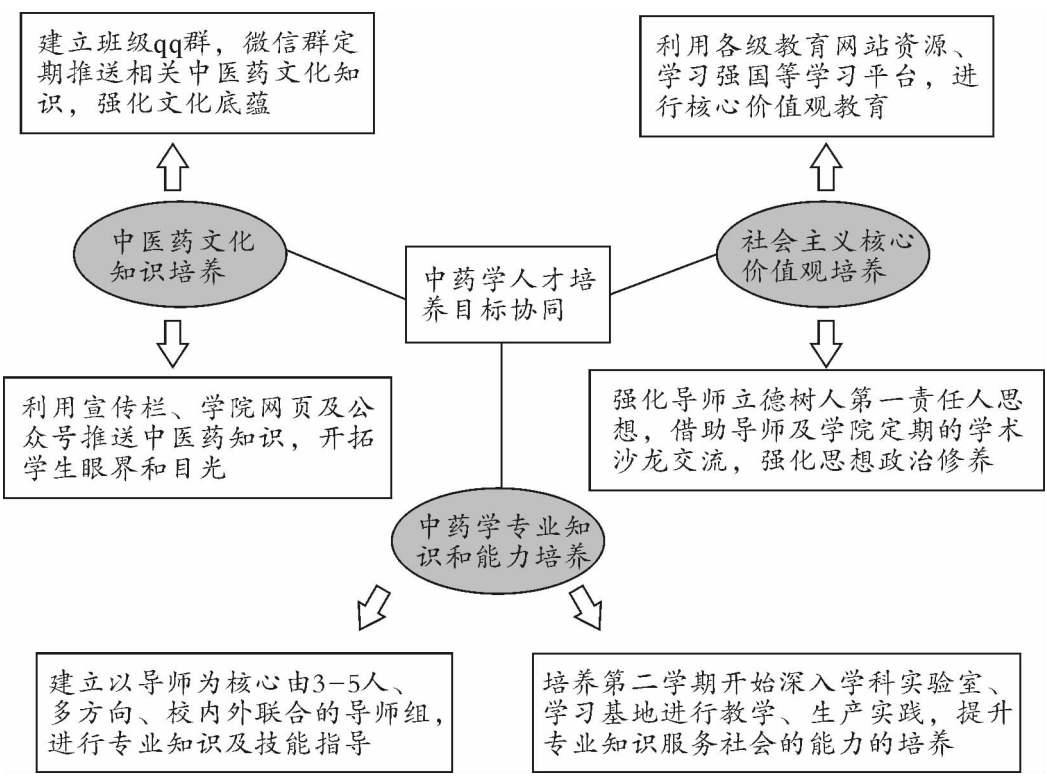 建立班级qq群，微信群定
期推送相关中医药文化知
识，强化文化底蕴
利用各级教育网站资源、
学习强国等学习平台，进
行核心价值观教育
中医药文化
知识培养
社会主义核心
价值观培养
中药学人才培
养目标协同
利用宣传栏、学院网页及公
众号推送中医药知识，开拓
学生眼界和目光
强化导师立德树人第一责任人思
想，借助导师及学院定期的学术
沙龙交流，强化思想政治修养
中药学专业知
识和能力培养
建立以导师为核心由3-5人、
多方向、校内外联合的导师组，
进行专业知识及技能指导
培养第二学期开始深入学科实验室、
学习基地进行教学、生产实践，提升
专业知识服务社会的能力的培养